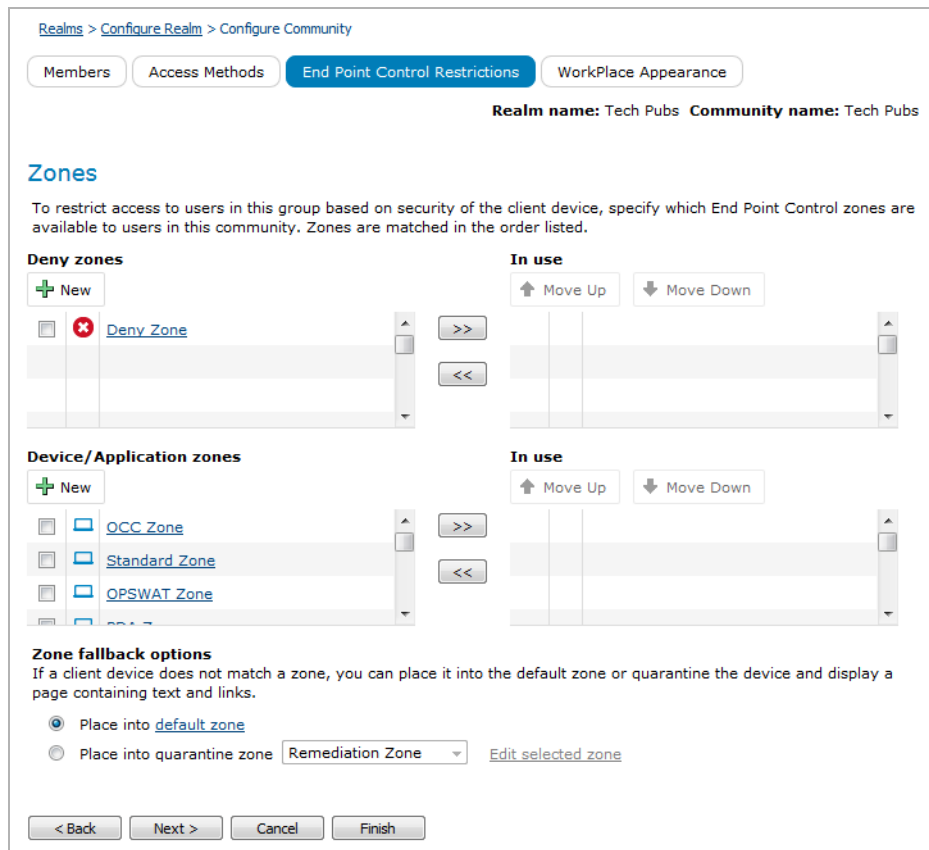 Realms > Configure Realm > Configure Community
Members Access Methods End Point Control Restrictions WorkPlace Appearance
Realm name: Tech Pubs Community name: Tech Pubs
Zones
To restrict access to users in this group based on security of the client device, specify which End Point Control zones are
available to users in this community. Zones are matched in the order listed.
Deny zones In use
New Move Up Move Down
Deny Zone >>
<<
Device/Application zones In use
New Move Up Move Down
OCC Zone >>
Standard Zone
<<
OPSWAT Zone
Zone fallback options
If a client device does not match a zone, you can place it into the default zone or quarantine the device and display a
page containing text and links.
Place into default zone
Place into quarantine zone Remediation Zone Edit selected zone
< Back Next > Cancel Finish